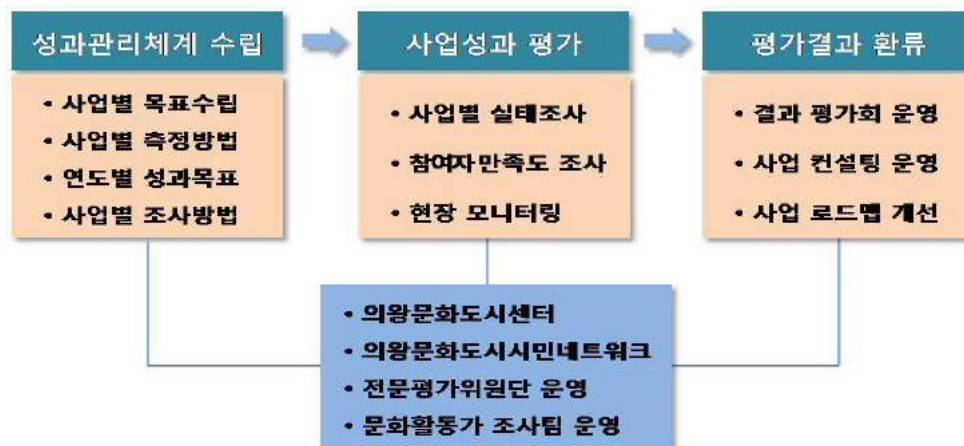 성과관리체계 수립
• 사업별 목표수립
• 사업별 측정방법
• 연도별 성과목표
• 사업별 조사방법
사업성과 평가
• 사업별 실태조사
• 참여자만족도 조사
• 현장 모니터링
평가결과 환류
• 결과 평가회 운영
• 사업 컨설팅 운영
• 사업 로드맵 개선
• 의왕문화도시센터
• 의왕문화도시시민네트워크
• 전문평가위원단 운영
• 문화활동가 조사팀 운영